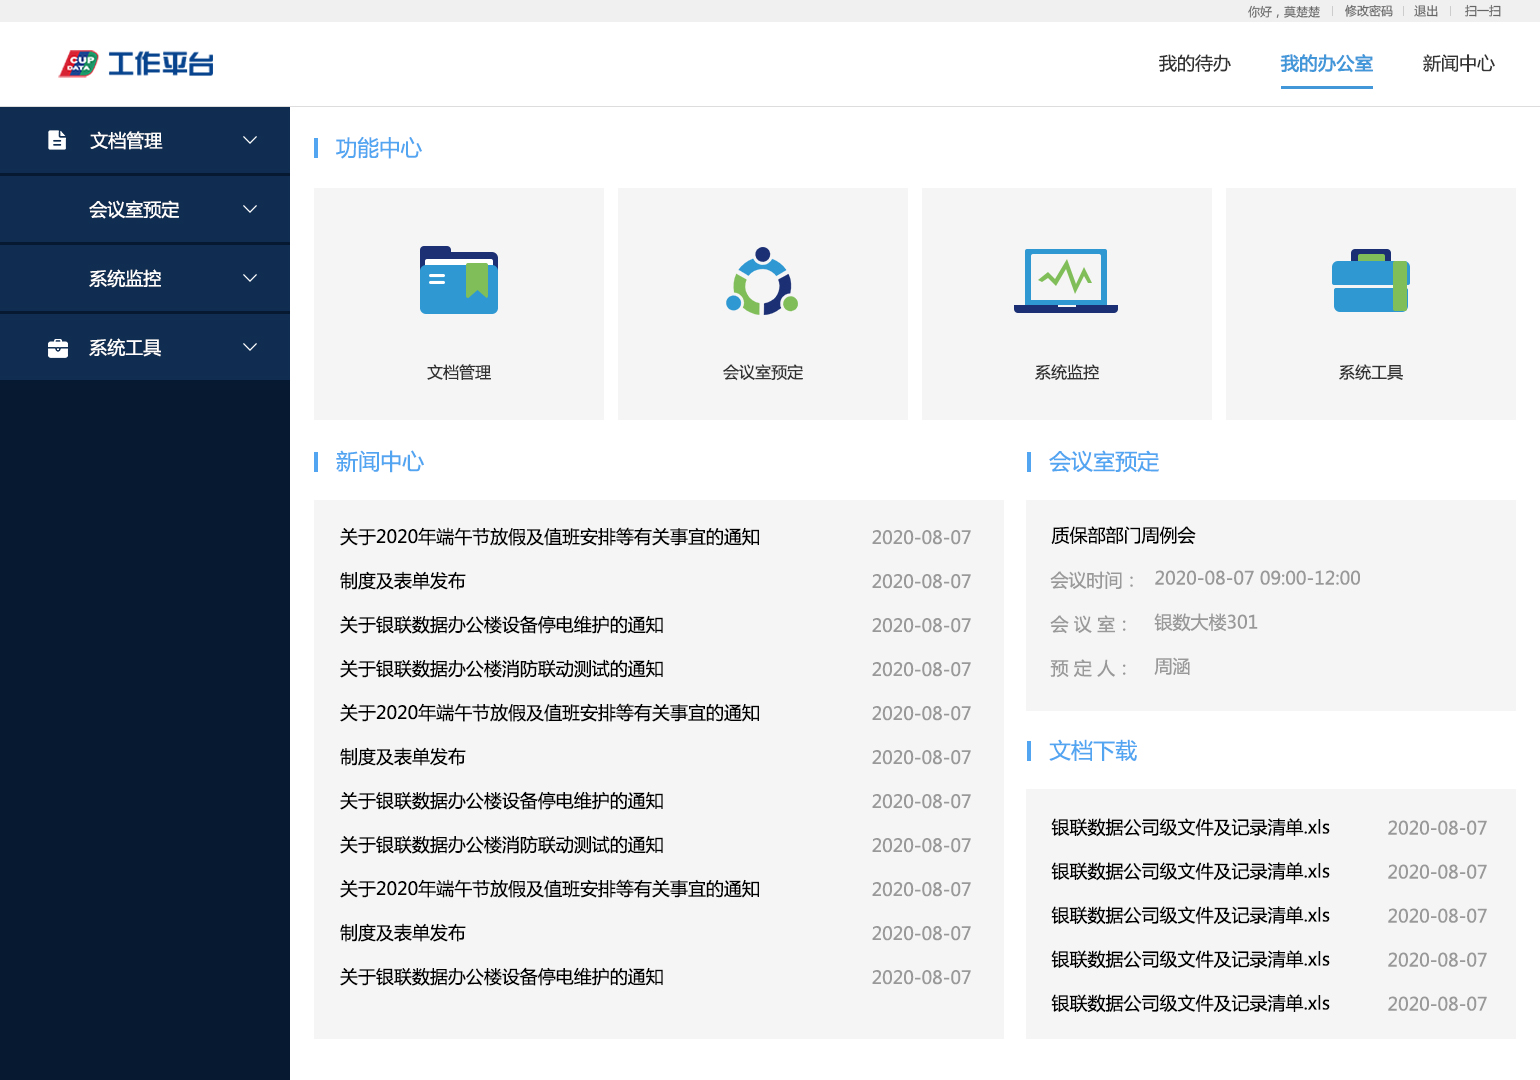 你好，莫楚楚 修改密码 退出 扫一扫
CUP DATA 工作平台
我的待办 我的办公室 新闻中心
文档管理
会议室预定
系统监控
系统工具
功能中心
文档管理 会议室预定 系统监控 系统工具
新闻中心
关于2020年端午节放假及值班安排等有关事宜的通知 2020-08-07
制度及表单发布 2020-08-07
关于银联数据办公楼设备停电维护的通知 2020-08-07
关于银联数据办公楼消防联动测试的通知 2020-08-07
关于2020年端午节放假及值班安排等有关事宜的通知 2020-08-07
制度及表单发布 2020-08-07
关于银联数据办公楼设备停电维护的通知 2020-08-07
关于银联数据办公楼消防联动测试的通知 2020-08-07
关于2020年端午节放假及值班安排等有关事宜的通知 2020-08-07
制度及表单发布 2020-08-07
关于银联数据办公楼设备停电维护的通知 2020-08-07
会议室预定
质保部部门周例会
会议时间： 2020-08-07 09:00-12:00
会 议 室： 银数大楼301
预 定 人： 周涵
文档下载
银联数据公司级文件及记录清单.xls 2020-08-07
银联数据公司级文件及记录清单.xls 2020-08-07
银联数据公司级文件及记录清单.xls 2020-08-07
银联数据公司级文件及记录清单.xls 2020-08-07
银联数据公司级文件及记录清单.xls 2020-08-07